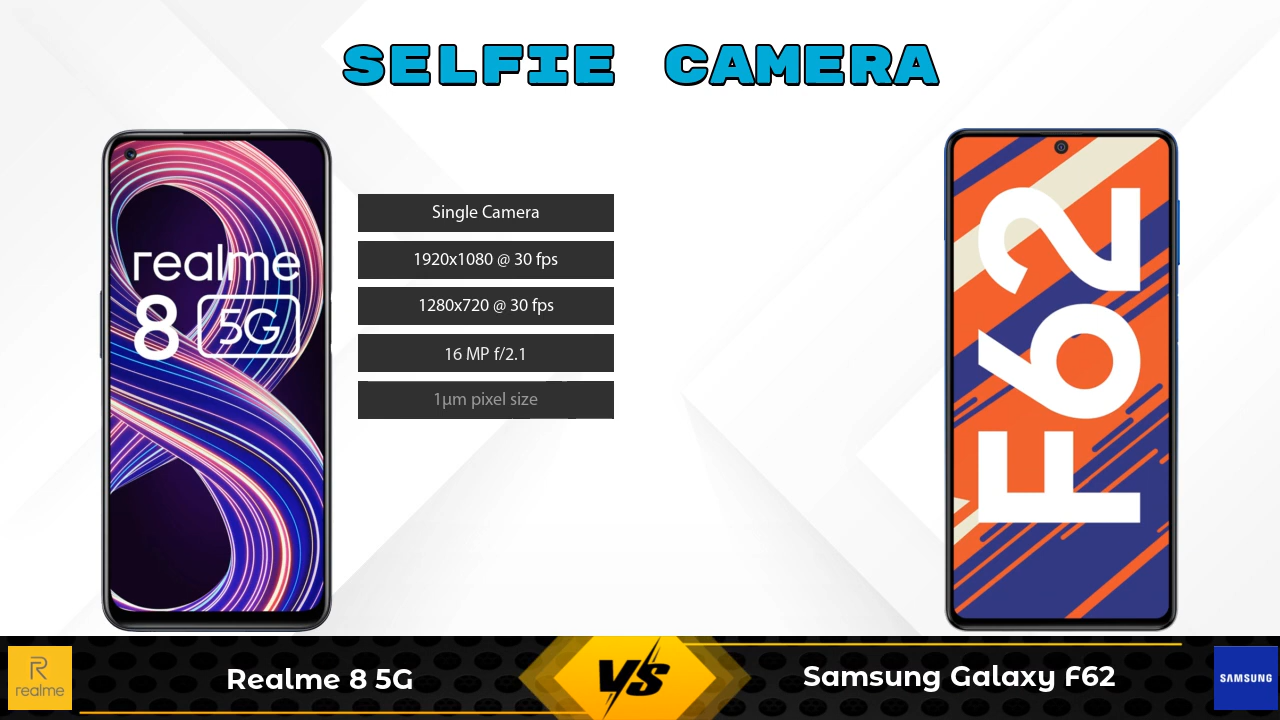 SELFIE CAMERA
realme
8 5G
Single Camera
1920x1080 @ 30 fps
1280x720 @ 30 fps
16 MP f/2.1
1μm pixel size
F62
R
realme
Realme 8 5G
VS
Samsung Galaxy F62
SAMSUNG